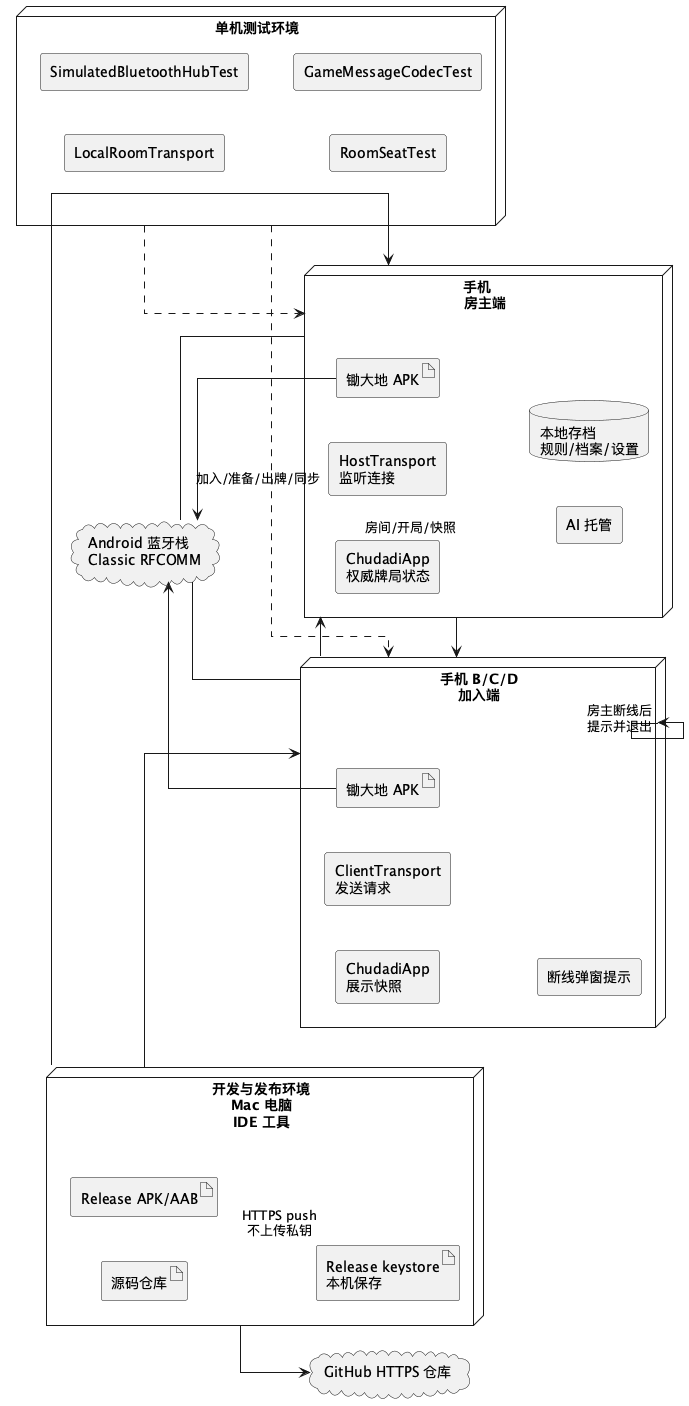 单机测试环境
SimulatedBluetoothHubTest
GameMessageCodecTest
LocalRoomTransport
RoomSeatTest
手机
房主端
锄大地 APK
本地存档
规则/档案/设置
HostTransport
监听连接
加入/准备/出牌/同步
AI 托管
房间/开局/快照
Android 蓝牙栈
Classic RFCOMM
ChudadiApp
权威牌局状态
手机 B/C/D
加入端
房主断线后
提示并退出
锄大地 APK
ClientTransport
发送请求
ChudadiApp
展示快照
断线弹窗提示
开发与发布环境
Mac 电脑
IDE 工具
Release APK/AAB
HTTPS push
不上传私钥
源码仓库
Release keystore
本机保存
GitHub HTTPS 仓库